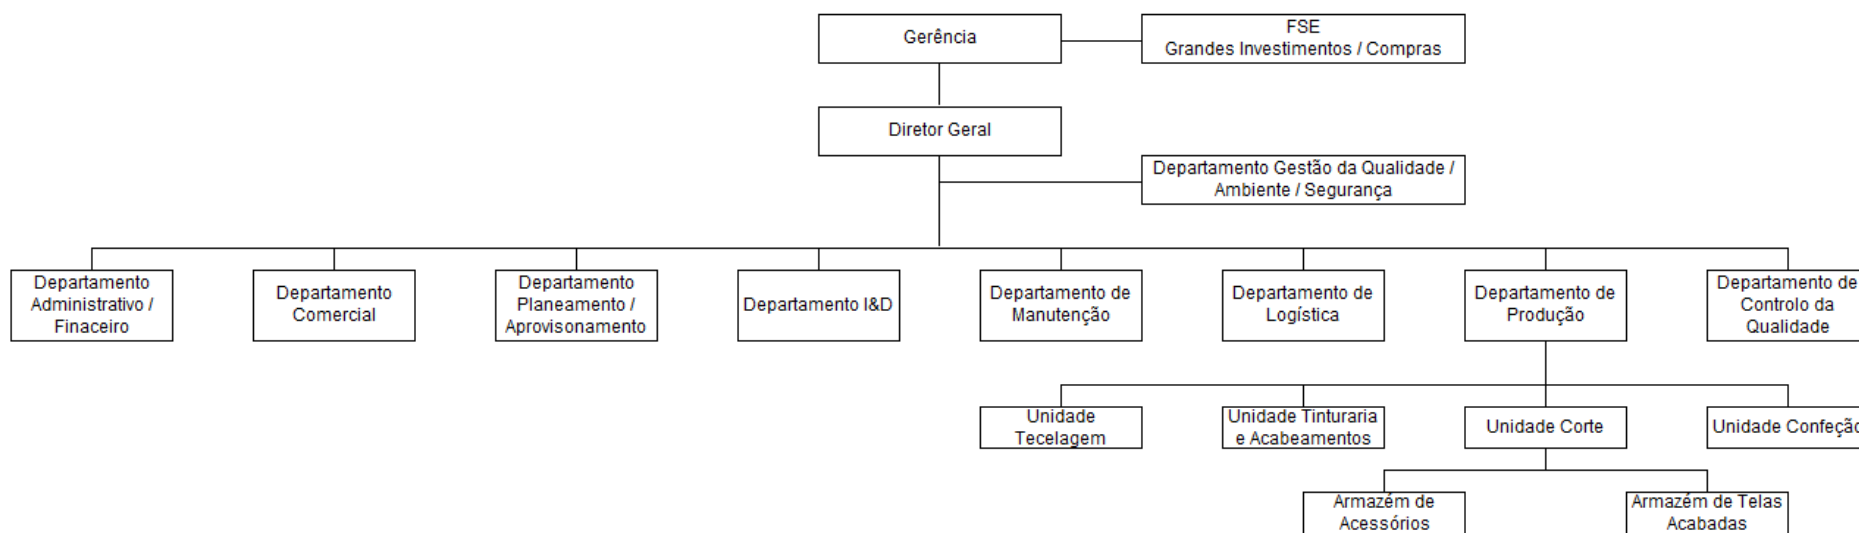 Gerência
FSE
Grandes Investimentos / Compras
Diretor Geral
Departamento Gestão da Qualidade /
Ambiente / Segurança
Departamento
Administrativo /
Finaceiro
Departamento
Comercial
Departamento
Planeamento /
Aprovisonamento
Departamento I&D
Departamento de
Manutenção
Departamento de
Logística
Departamento de
Produção
Departamento de
Controlo da
Qualidade
Unidade
Tecelagem
Unidade Tinturaria
e Acabeamentos
Unidade Corte
Unidade Confeção
Armazém de
Acessórios
Armazém de Telas
Acabadas